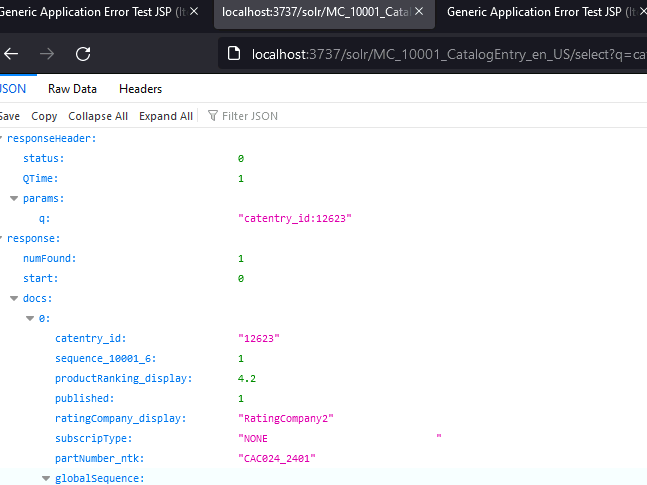 Generic Application Error Test JSP (It
localhost:3737/solr/MC_10001_Catal
Generic Application Error Test JSP (It
localhost:3737/solr/MC_10001_CatalogEntry_en_US/select?q=ca
JSON Raw Data Headers
Save Copy Collapse All Expand All Filter JSON
responseHeader:
status: 0
QTime: 1
params:
q: "catentry_id:12623"
response:
numFound: 1
start: 0
docs:
0:
catentry_id: "12623"
sequence_10001_6: 1
productRanking_display: 4.2
published: 1
ratingCompany_display: "RatingCompany2"
subscripType: "NONE "
partNumber_ntk: "CAC024_2401"
globalSequence: